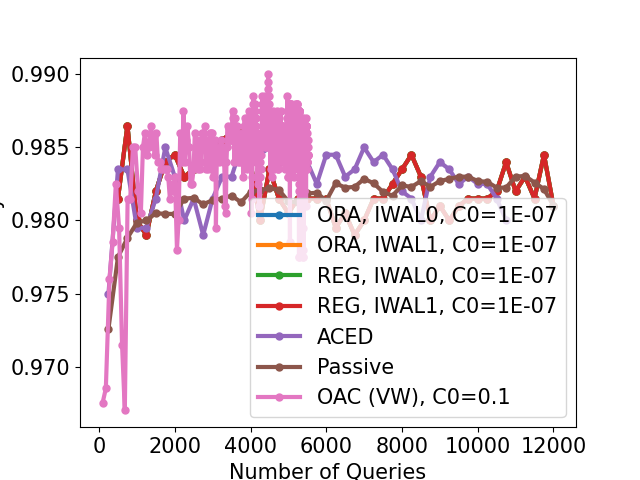 0.990
0.985
0.980
0.975
0.970
0 2000 4000 6000 8000 10000 12000
Number of Queries
ORA, IWAL0, C0=1E-07
ORA, IWAL1, C0=1E-07
REG, IWAL0, C0=1E-07
REG, IWAL1, C0=1E-07
ACED
Passive
OAC (VW), C0=0.1